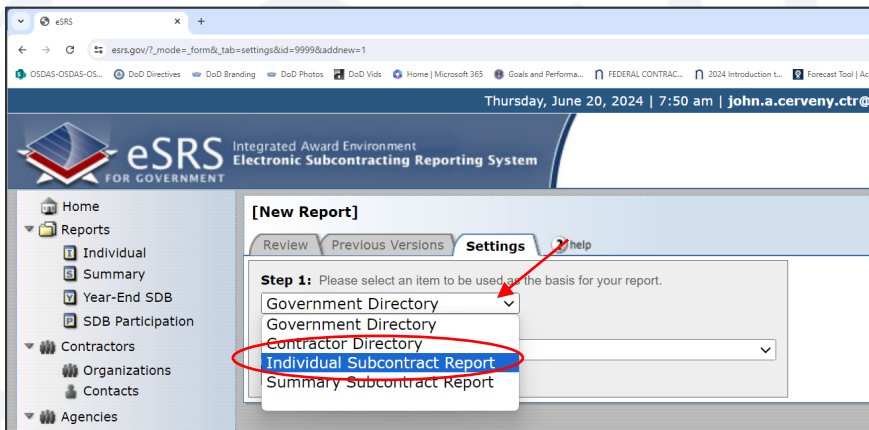 eSRS
esrs.gov/?_mode=_form&_tab=settings&id=9999&addnew=1
OSDAS-OSDAS-OS... DoD Directives DoD Branding DoD Photos DoD Vids Home | Microsoft 365 Goals and Performa... FEDERAL CONTRAC... 2024 Introduction t... Forecast Tool | Ac
Thursday, June 20, 2024 | 7:50 am | john.a.cerveny.ctr@
eSRS
FOR GOVERNMENT
Integrated Award Environment
Electronic Subcontracting Reporting System
Home
Reports
Individual
Summary
Year-End SDB
SDB Participation
Contractors
Organizations
Contacts
Agencies
[New Report]
Review Previous Versions Settings ? help
Step 1: Please select an item to be used as the basis for your report.
Government Directory
Government Directory
Contractor Directory
Individual Subcontract Report
Summary Subcontract Report